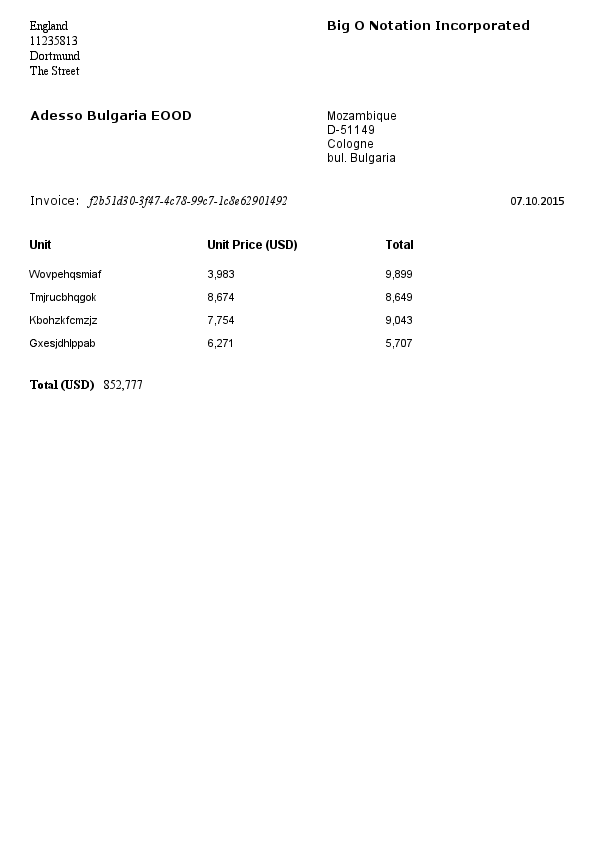 England
11235813
Dortmund
The Street
Big O Notation Incorporated
Adesso Bulgaria EOOD
Mozambique
D-51149
Cologne
bul. Bulgaria
Invoice: f2b51d30-3f47-4c78-99c7-1c8e62901492 07.10.2015
Unit Unit Price (USD) Total
Wovpehqsmiaf 3,983 9,899
Tmjrucbhqgok 8,674 8,649
Kbohzkfcmzjz 7,754 9,043
Gxesjdhlppab 6,271 5,707
Total (USD) 852,777